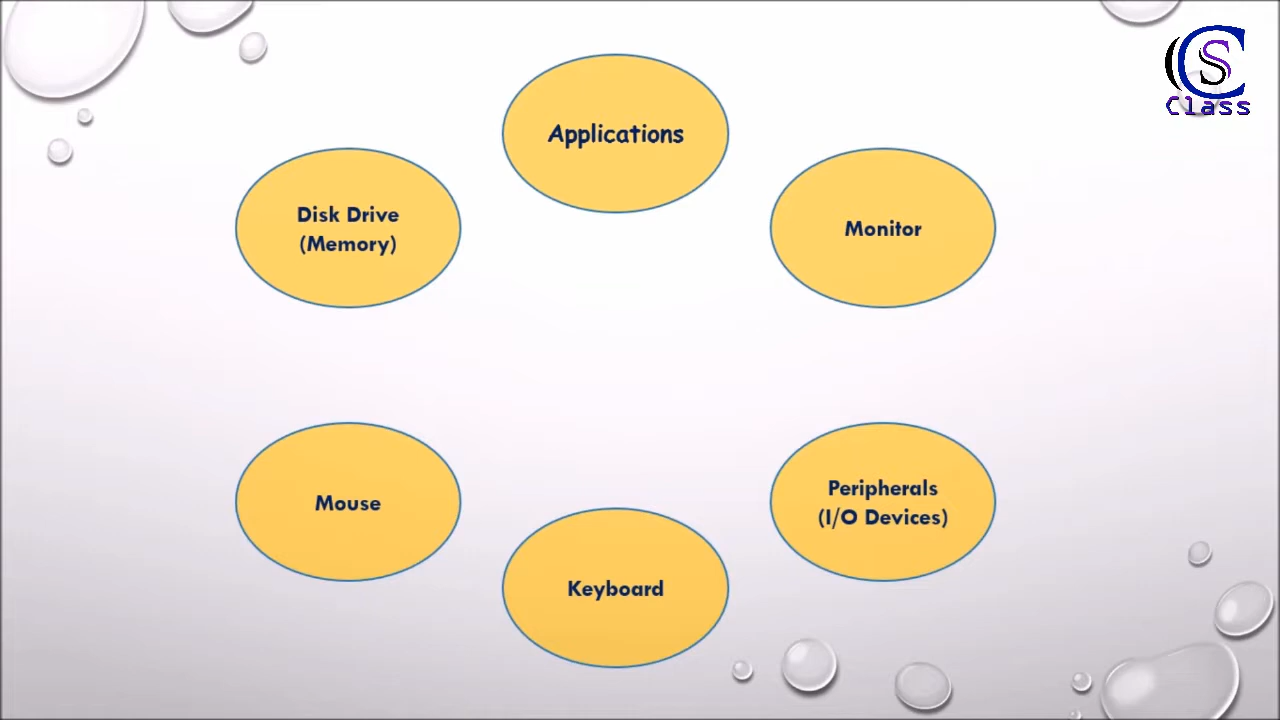 Applications
Disk Drive
(Memory)
Monitor
Mouse
Peripherals
(I/O Devices)
Keyboard
CS
Class